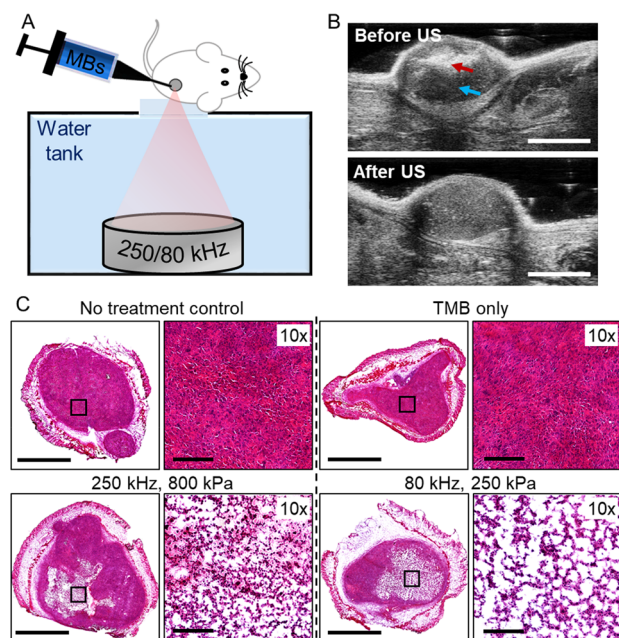 A
MBs
Water
tank
250/80 kHz
B
Before US
After US
C
No treatment control
TMB only
10x
10x
250 kHz, 800 kPa
80 kHz, 250 kPa
10x
10x